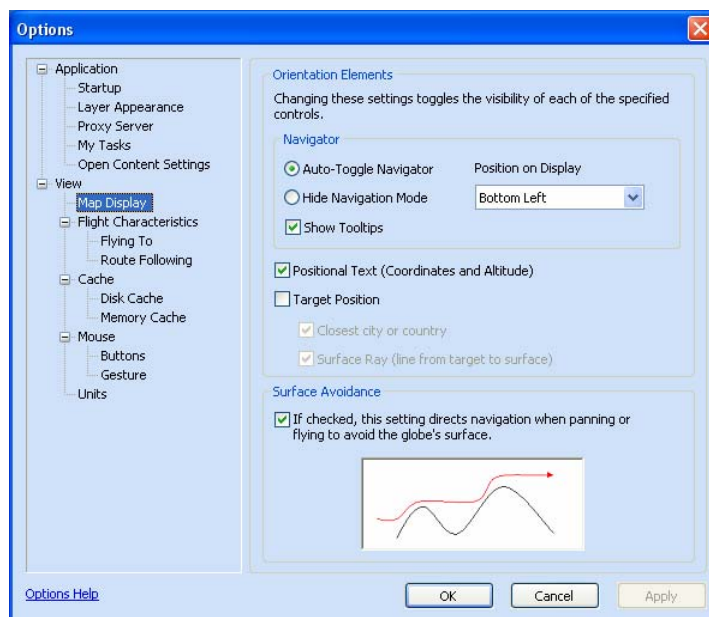 Options
Application
Startup
Layer Appearance
Proxy Server
My Tasks
Open Content Settings
View
Map Display
Flight Characteristics
Flying To
Route Following
Cache
Disk Cache
Memory Cache
Mouse
Buttons
Gesture
Units
Orientation Elements
Changing these settings toggles the visibility of each of the specified
controls.
Navigator
Auto-Toggle Navigator
Position on Display
Hide Navigation Mode
Bottom Left
Show Tooltips
Positional Text (Coordinates and Altitude)
Target Position
Closest city or country
Surface Ray (line from target to surface)
Surface Avoidance
If checked, this setting directs navigation when panning or
flying to avoid the globe's surface.
Options Help
OK
Cancel
Apply